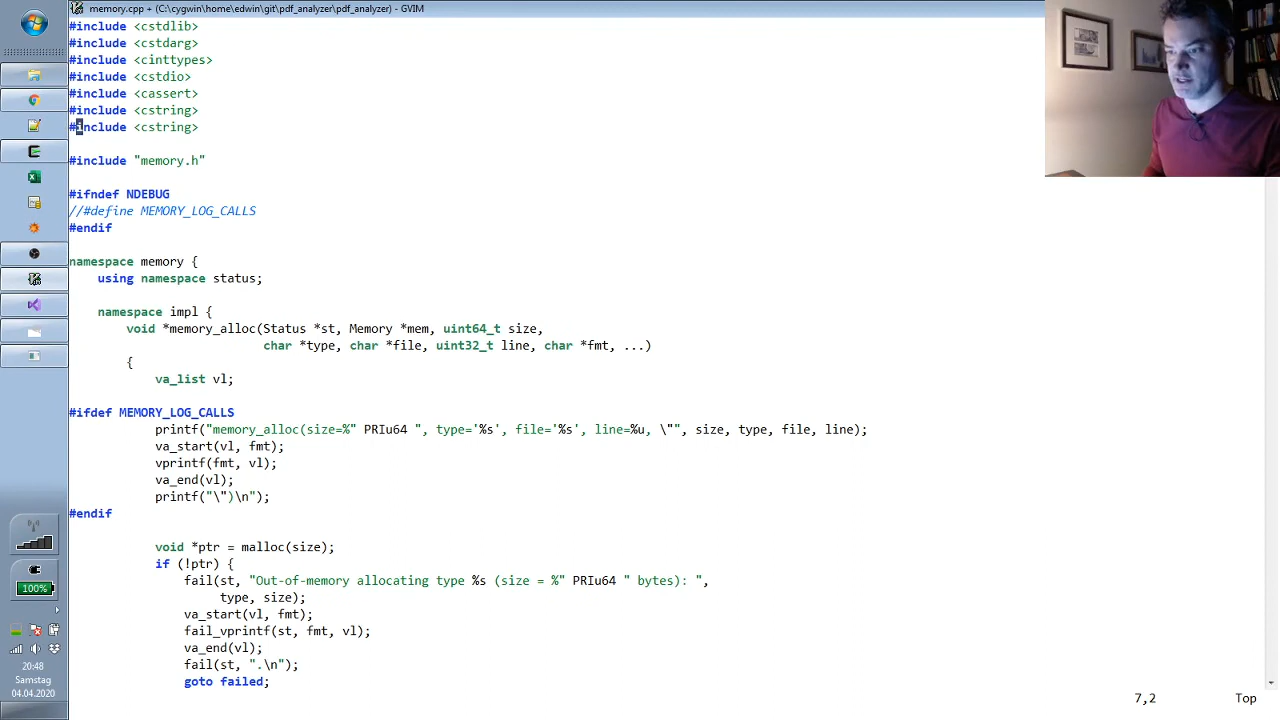 memory.cpp + (C:\cygwin\home\edwin\git\pdf_analyzer\pdf_analyzer) - GVIM
#include <cstdlib>
#include <cstdarg>
#include <cinttypes>
#include <cstdio>
#include <cassert>
#include <cstring>
#include <cstring>
#include "memory.h"
#ifndef NDEBUG
//#define MEMORY_LOG_CALLS
#endif
namespace memory {
using namespace status;
namespace impl {
void *memory_alloc(Status *st, Memory *mem, uint64_t size,
char *type, char *file, uint32_t line, char *fmt, ...)
{
va_list vl;
#ifdef MEMORY_LOG_CALLS
printf("memory_alloc(size=%" PRIu64 ", type='%s', file='%s', line=%u, \"", size, type, file, line);
va_start(vl, fmt);
vprintf(fmt, vl);
va_end(vl);
printf("\")\n");
#endif
void *ptr = malloc(size);
if (!ptr) {
fail(st, "Out-of-memory allocating type %s (size = %" PRIu64 " bytes): ",
type, size);
va_start(vl, fmt);
fail_vprintf(st, fmt, vl);
va_end(vl);
fail(st, ".\n");
goto failed;
7,2 Top
100%
20:48
Samstag
04.04.2020